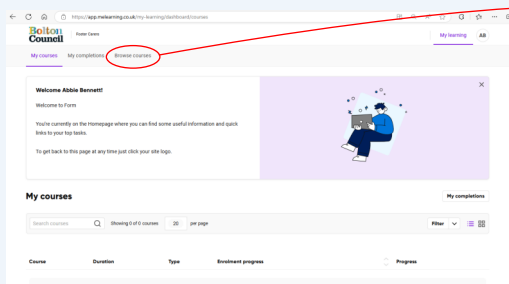 https://app.melearning.co.uk/my-learning/dashboard/courses
Bolton Council
Foster Carers
My learning
AB
My courses
My completions
Browse courses
Welcome Abbie Bennett!
Welcome to Form
You're currently on the Homepage where you can find some useful information and quick
links to your top tasks.
To get back to this page at any time just click your site logo.
My courses
My completions
Search courses
Showing 0 of 0 courses
20
per page
Filter
Course
Duration
Type
Enrolment progress
Progress